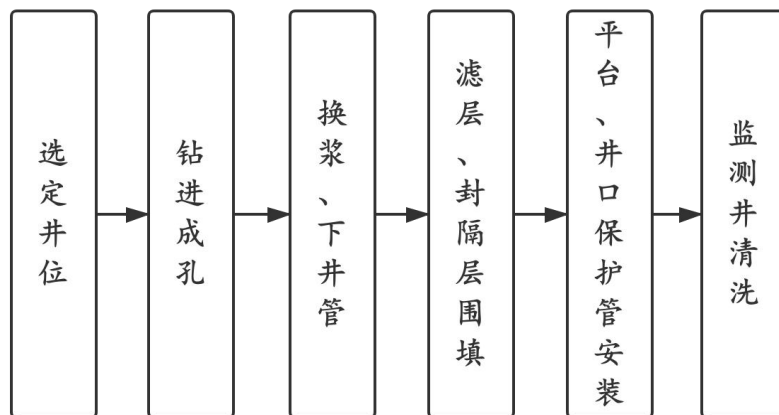 选定井位
钻进成孔
换浆、下井管
滤层、封隔层围填
平台、井口保护管安装
监测井清洗